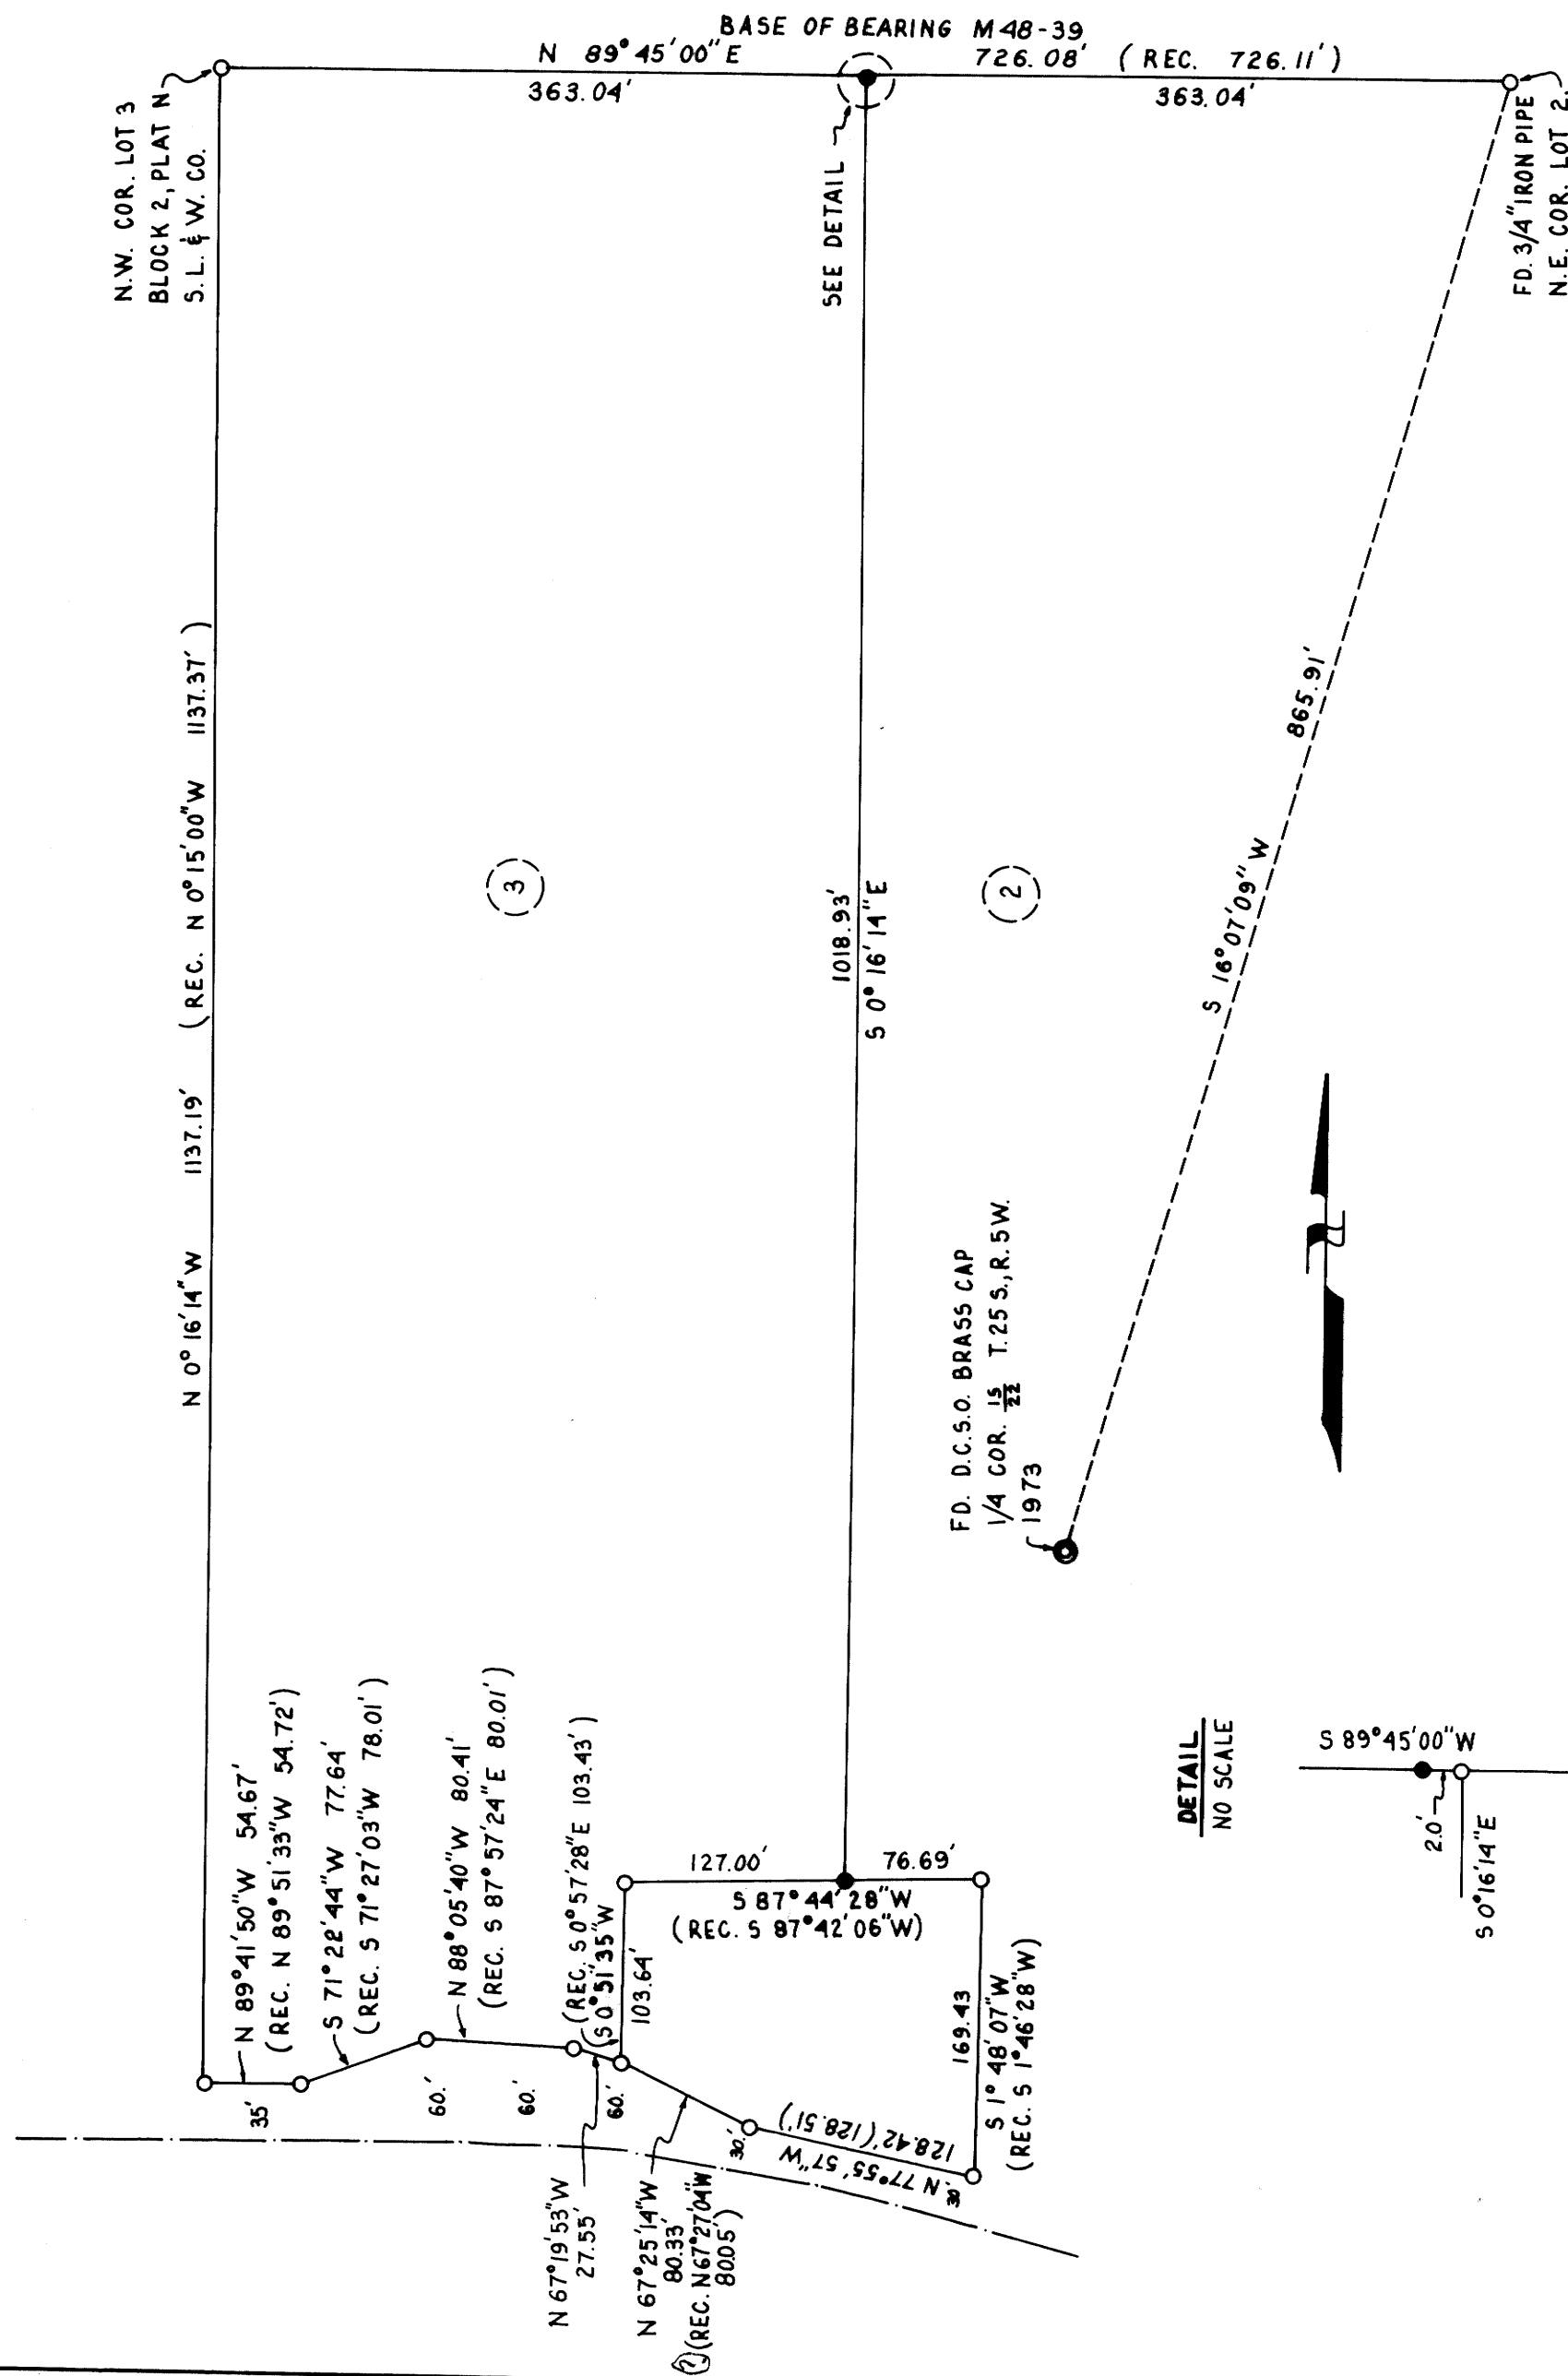 BASE OF BEARING M 48-39
N 89° 45' 00" E 726.08' ( REC. 726.11' )
363.04' 363.04'
N.W. COR. LOT 3
BLOCK 2, PLAT N
S. L. & W. CO.
SEE DETAIL
FD. 3/4" IRON PIPE
N.E. COR. LOT 2,
N 0° 16' 14" W 1137.19' (REC. N 0° 15' 00" W 1137.37' )
3
1018.93'
S 0° 16' 14" E
2
S 16° 07' 09" W 865.91'
FD. D.C.S.O. BRASS CAP
1/4 COR. 15/22 T. 25 S., R. 5 W.
1973
N
N 89° 41' 50" W 54.67'
(REC. N 89° 51' 33" W 54.72')
S 71° 22' 44" W 77.64'
(REC. S 71° 27' 03" W 78.01')
N 88° 05' 40" W 80.41'
(REC. S 87° 57' 24" E 80.01')
(REC. S 0° 57' 28" E 103.43')
(S 0° 51' 35" W
103.64'
127.00' 76.69'
S 87° 44' 28" W
(REC. S 87° 42' 06" W)
169.43
S 1° 48' 07" W
(REC. S 1° 46' 28" W)
35'
60.'
60.'
60.'
30.'
30'
128.42' (128.51')
N 77° 55' 57" W
N 67° 19' 53" W
27.55'
N 67° 25' 14" W
80.33'
(REC. N 67° 27' 04" W
80.05')
DETAIL
NO SCALE
S 89° 45' 00" W
2.0'
S 0° 16' 14" E